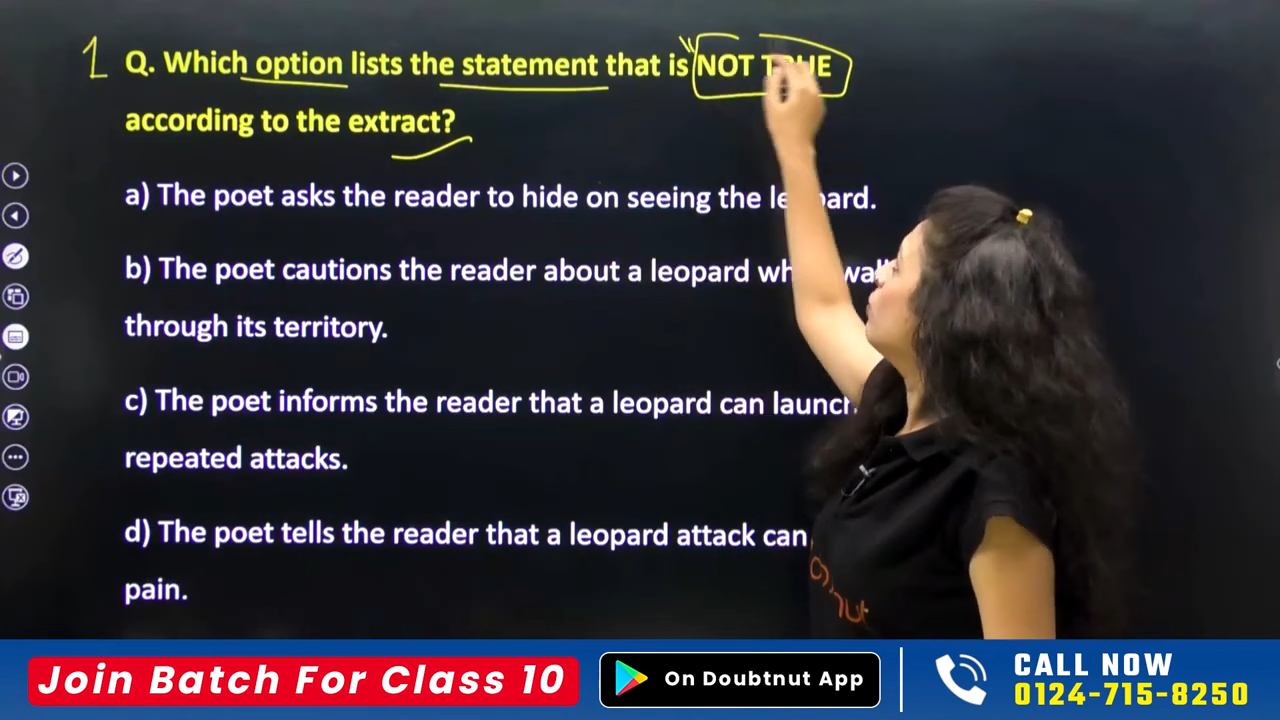 1 Q. Which option lists the statement that is NOT TRUE
according to the extract?
a) The poet asks the reader to hide on seeing the leopard.
b) The poet cautions the reader about a leopard
through its territory.
c) The poet informs the reader that a leopard can launch
repeated attacks.
d) The poet tells the reader that a leopard attack can
pain.
Join Batch For Class 10
On Doubtnut App
CALL NOW
0124-715-8250